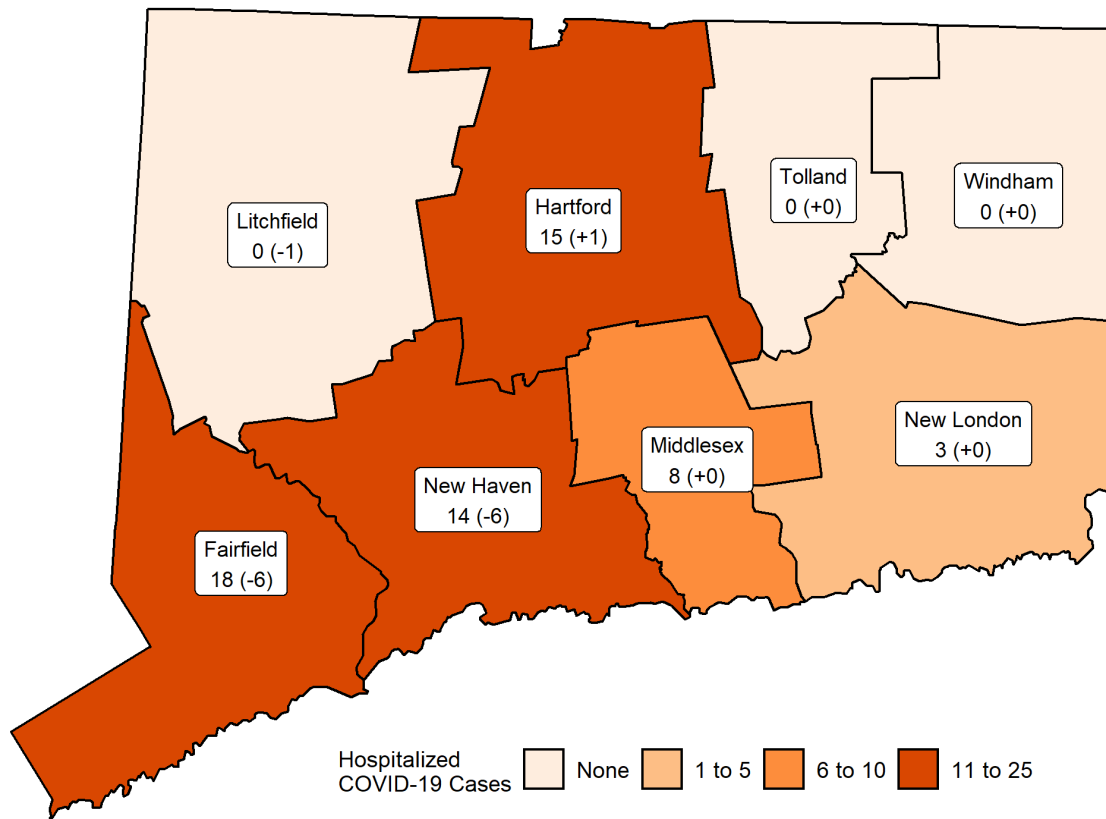 Tolland
0 (+0)
Windham
0 (+0)
Hartford
15 (+1)
Litchfield
0 (-1)
New London
3 (+0)
Middlesex
8 (+0)
New Haven
14 (-6)
Fairfield
18 (-6)
Hospitalized
COVID-19 Cases
None
1 to 5
6 to 10
11 to 25